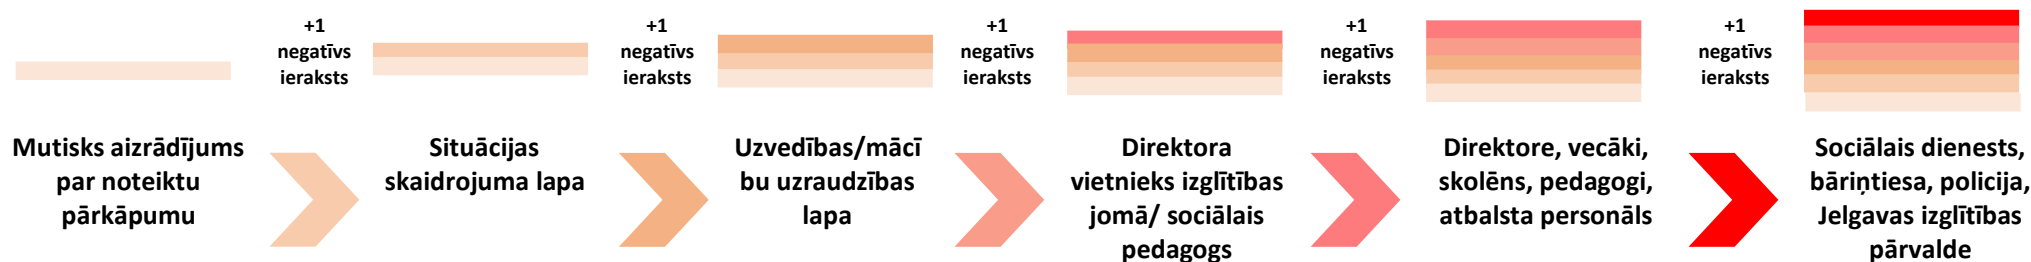 +1
negatīvs
ieraksts
+1
negatīvs
ieraksts
+1
negatīvs
ieraksts
+1
negatīvs
ieraksts
+1
negatīvs
ieraksts
Mutisks aizrādījums
par noteiktu
pārkāpumu
Situācijas
skaidrojuma lapa
Uzvedības/mācī
bu uzraudzības
lapa
Direktora
vietnieks izglītības
jomā/ sociālais
pedagogs
Direktore, vecāki,
skolēns, pedagogi,
atbalsta personāls
Sociālais dienests,
bāriņtiesa, policija,
Jelgavas izglītības
pārvalde